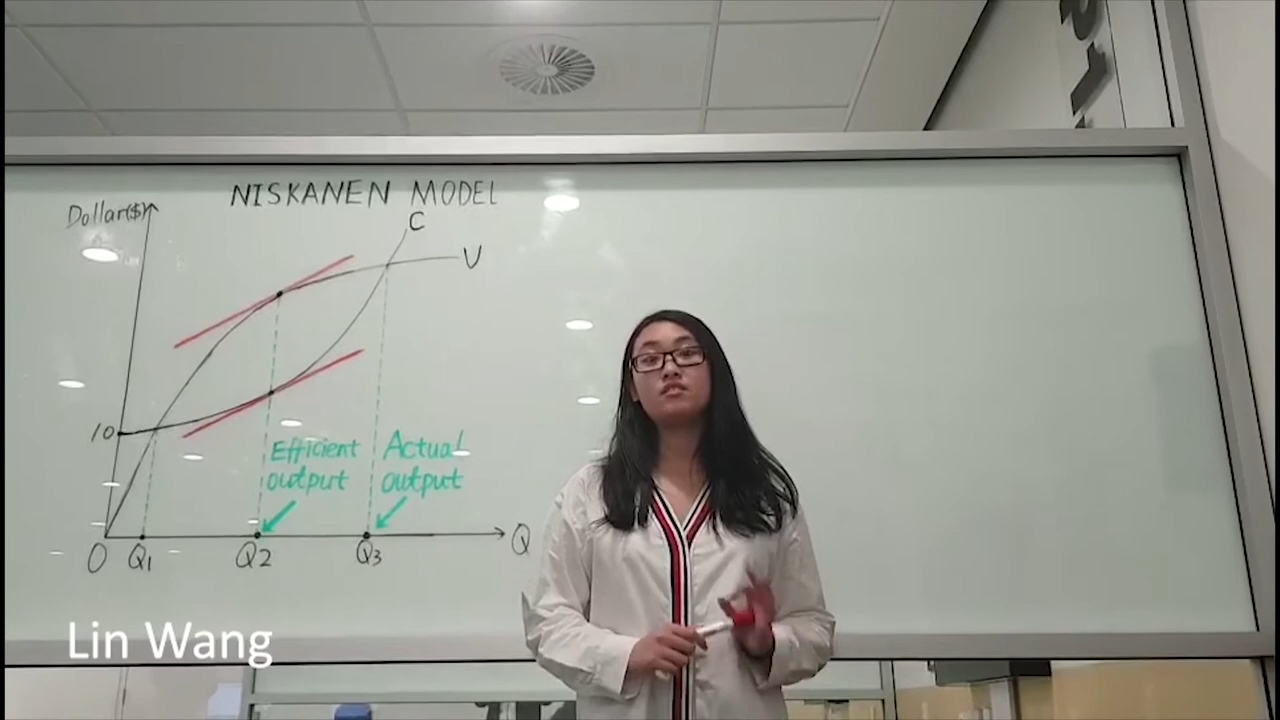 NISKANEN MODEL
Dollar($)
C
V
10
Efficient
output
Actual
output
O
Q1
Q2
Q3
Q
Lin Wang